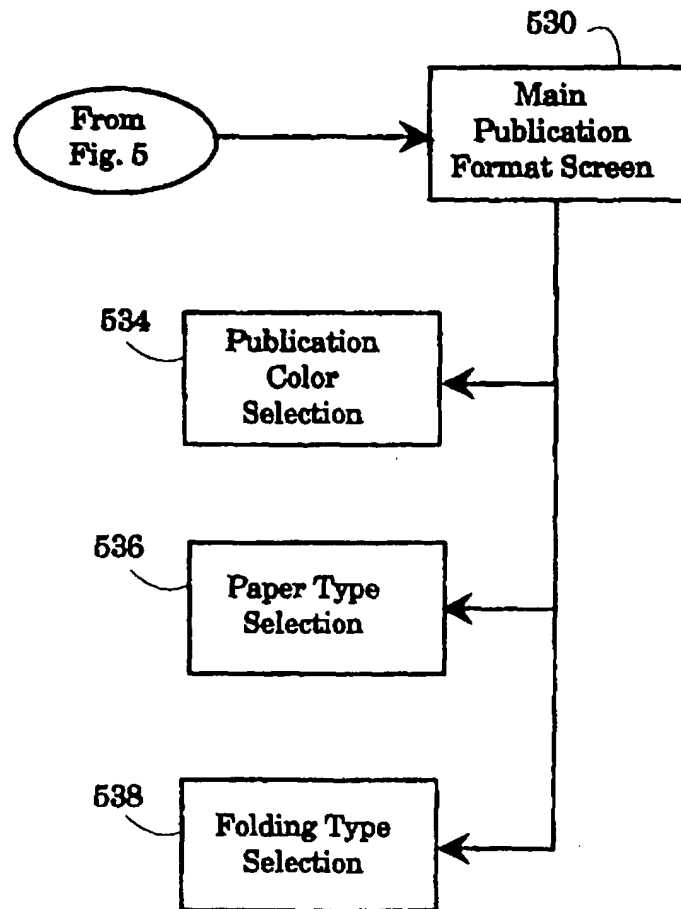 530
Main
Publication
Format Screen
From
Fig. 5
534
Publication
Color
Selection
536
Paper Type
Selection
538
Folding Type
Selection